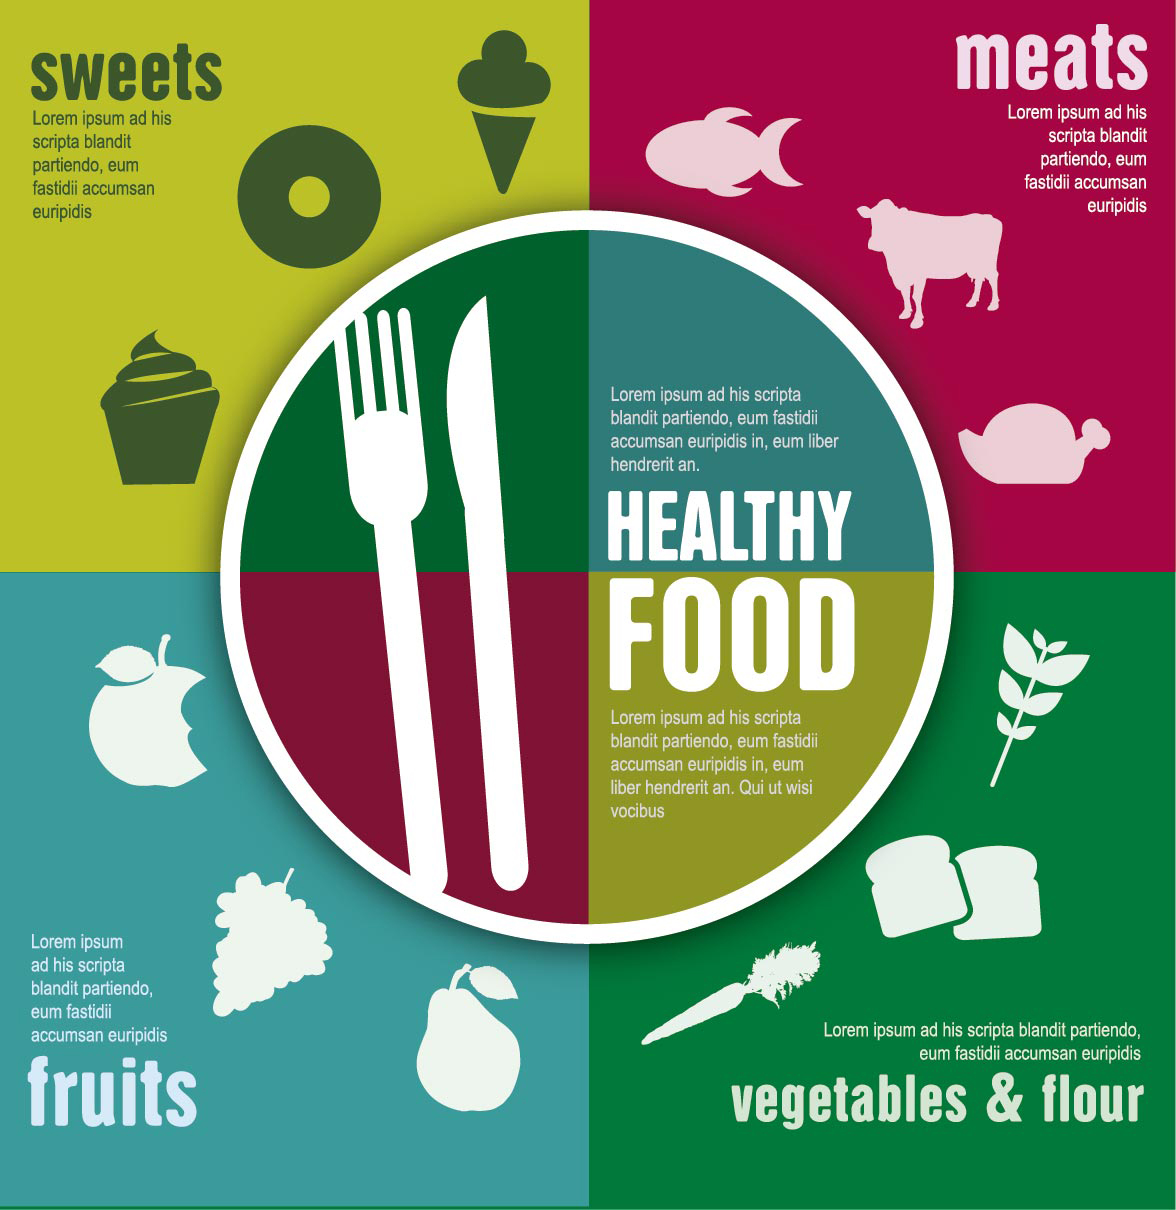 sweets
Lorem ipsum ad his
scripta blandit
partiendo, eum
fastidii accumsan
euripidis
meats
Lorem ipsum ad his
scripta blandit
partiendo, eum
fastidii accumsan
euripidis
Lorem ipsum ad his scripta
blandit partiendo, eum fastidii
accumsan euripidis in, eum liber
hendrerit an.
HEALTHY
FOOD
Lorem ipsum ad his scripta
blandit partiendo, eum fastidii
accumsan euripidis in, eum
liber hendrerit an. Qui ut wisi
vocibus
Lorem ipsum
ad his scripta
blandit partiendo,
eum fastidii
accumsan euripidis
fruits
Lorem ipsum ad his scripta blandit partiendo,
eum fastidii accumsan euripidis
vegetables & flour